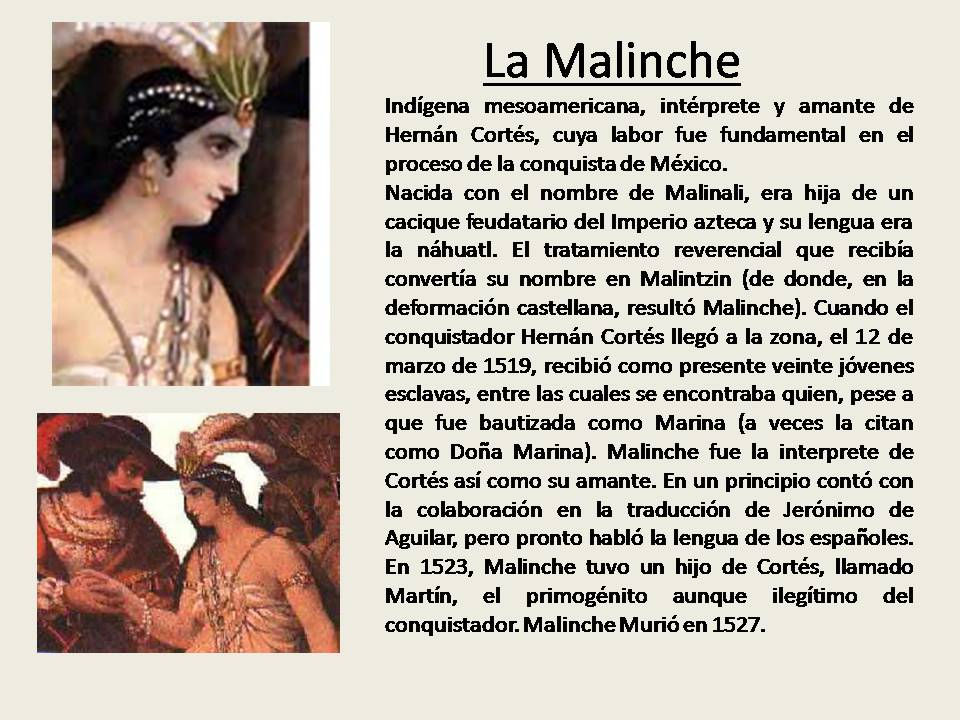 La Malinche
Indígena mesoamericana, intérprete y amante de
Hernán Cortés, cuya labor fue fundamental en el
proceso de la conquista de México.
Nacida con el nombre de Malinali, era hija de un
cacique feudatario del Imperio azteca y su lengua era
la náhuatl. El tratamiento reverencial que recibía
convertía su nombre en Malintzin (de donde, en la
deformación castellana, resultó Malinche). Cuando el
conquistador Hernán Cortés llegó a la zona, el 12 de
marzo de 1519, recibió como presente veinte jóvenes
esclavas, entre las cuales se encontraba quien, pese a
que fue bautizada como Marina (a veces la citan
como Doña Marina). Malinche fue la interprete de
Cortés así como su amante. En un principio contó con
la colaboración en la traducción de Jerónimo de
Aguilar, pero pronto habló la lengua de los españoles.
En 1523, Malinche tuvo un hijo de Cortés, llamado
Martín, el primogénito aunque ilegítimo del
conquistador. Malinche Murió en 1527.